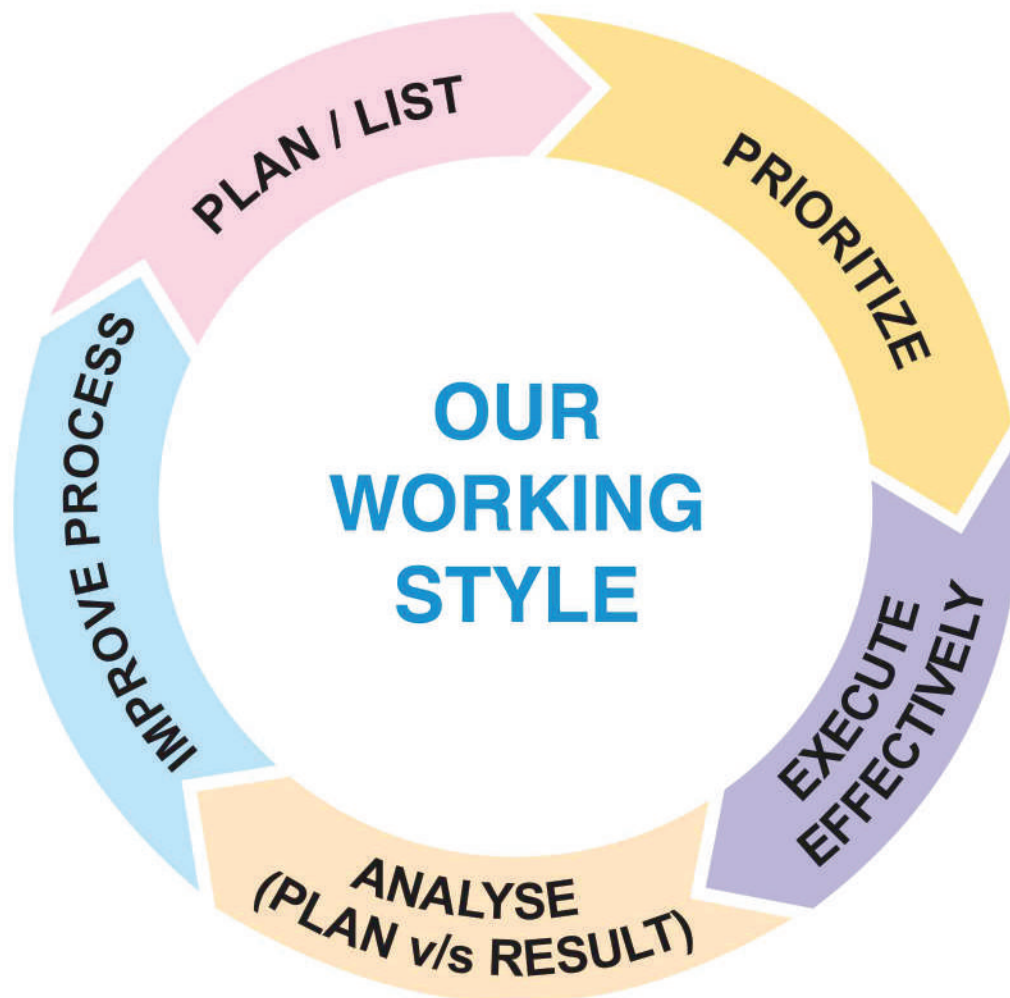 OUR
WORKING
STYLE
PLAN / LIST
PRIORITIZE
EXECUTE
EFFECTIVELY
ANALYSE
(PLAN v/s RESULT)
IMPROVE PROCESS